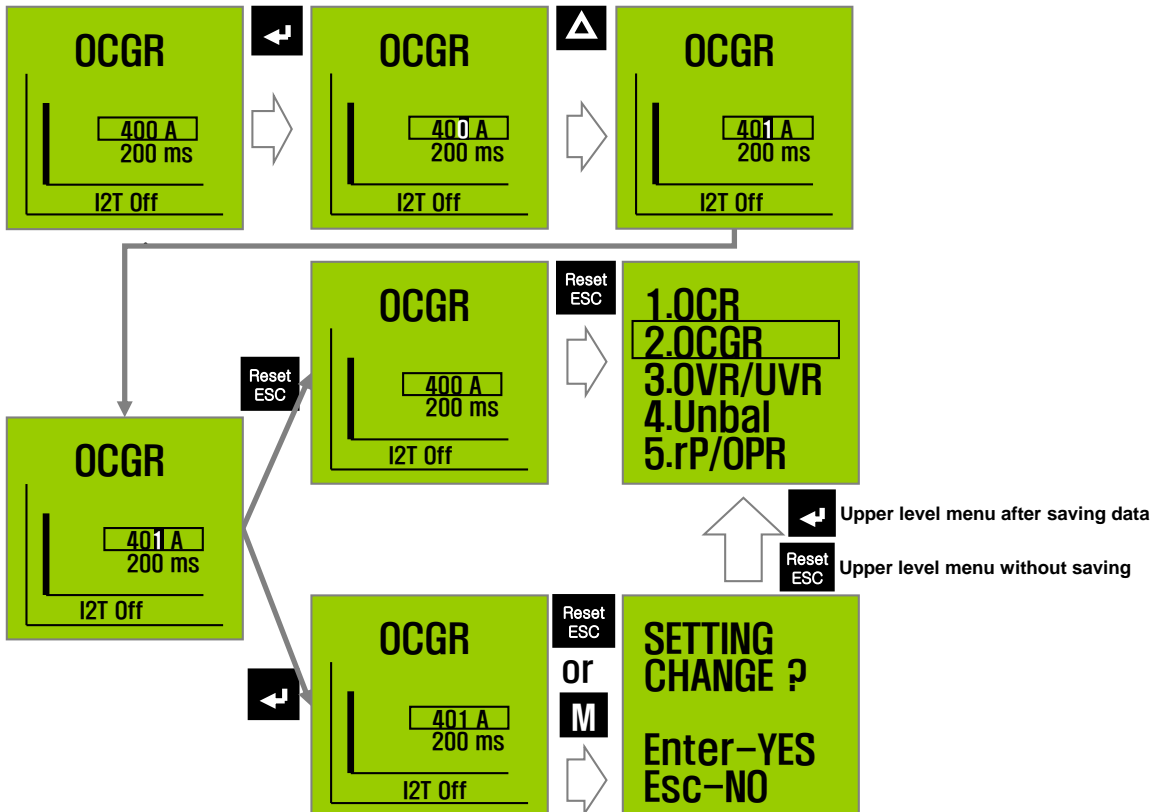 OCGR
400 A
200 ms
I2T Off
OCGR
400 A
200 ms
I2T Off
OCGR
401 A
200 ms
I2T Off
Reset
ESC
OCGR
400 A
200 ms
I2T Off
Reset
ESC
1.OCR
2.OCGR
3.OVR/UVR
4.Unbal
5.rP/OPR
OCGR
401 A
200 ms
I2T Off
Upper level menu after saving data
Reset
ESC
Upper level menu without saving
OCGR
401 A
200 ms
I2T Off
Reset
ESC
or
M
SETTING
CHANGE ?
Enter-YES
Esc-NO